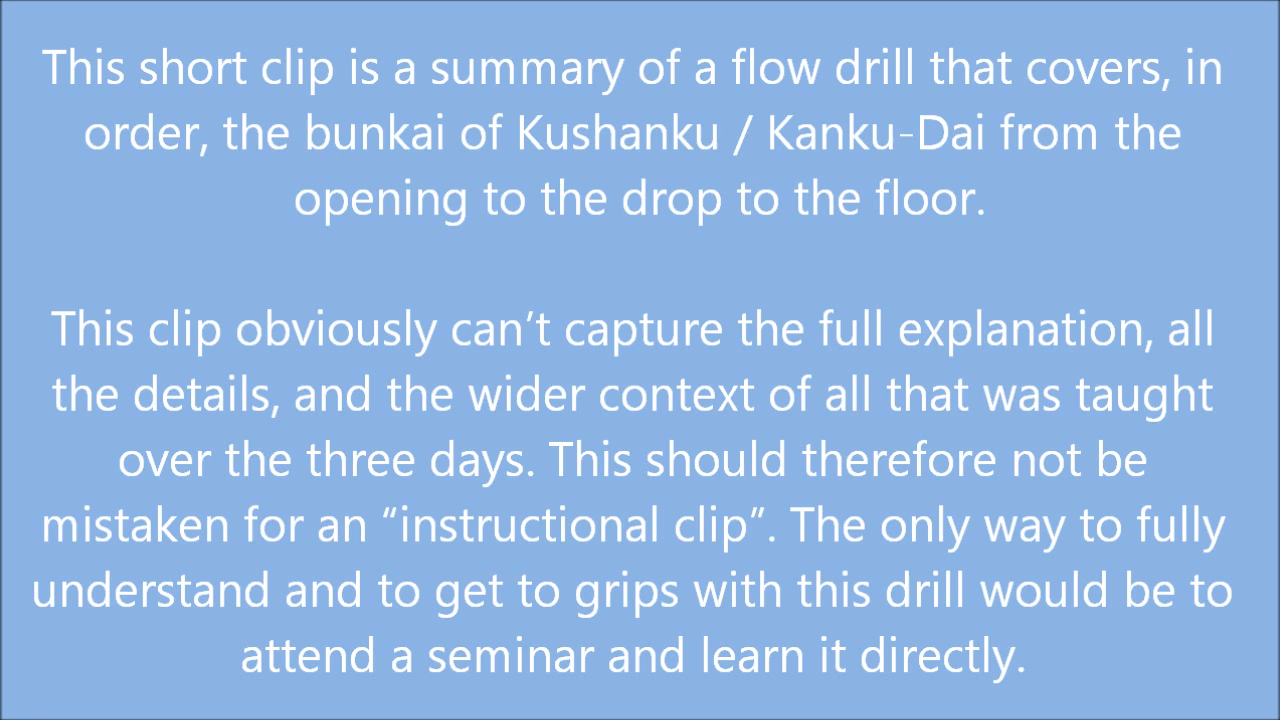 This short clip is a summary of a flow drill that covers, in
order, the bunkai of Kushanku / Kanku-Dai from the
opening to the drop to the floor.
This clip obviously can’t capture the full explanation, all
the details, and the wider context of all that was taught
over the three days. This should therefore not be
mistaken for an “instructional clip”. The only way to fully
understand and to get to grips with this drill would be to
attend a seminar and learn it directly.